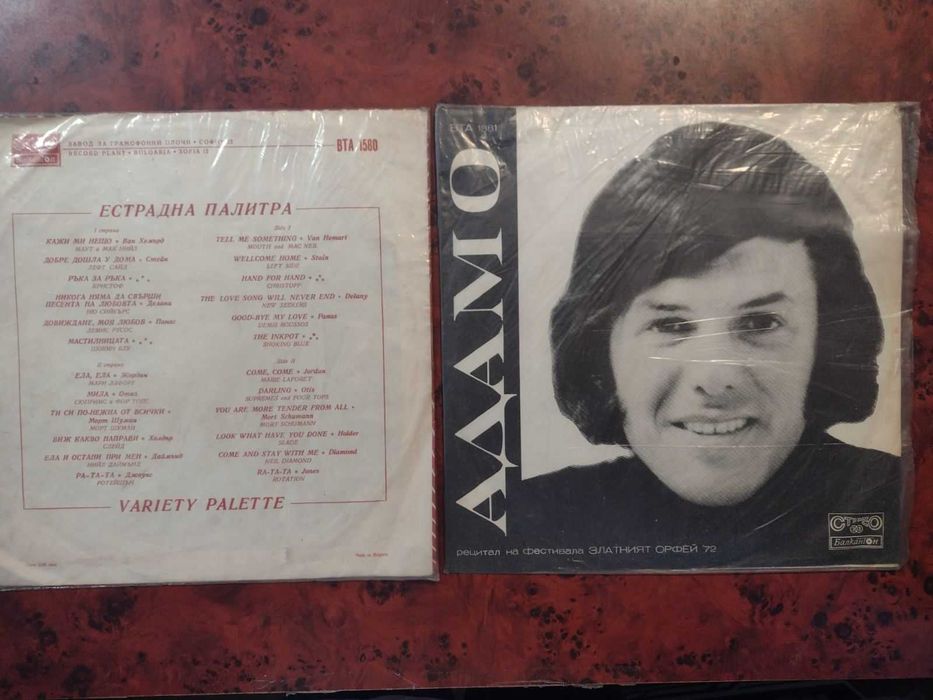 ЗАВОД ЗА ГРАМОФОННИ ПЛОЧИ • СОФИЯ
RECORD PLANT • BULGARIA • SOFIA 12
ВТА 1580
ЕСТРАДНА ПАЛИТРА
I страна
КАЖИ МИ НЕЩО • Ван Хемърд
МАУТ и МАК НИЙЛ
ДОБРЕ ДОШЛА У ДОМА • Стейн
ЛЕФТ САЙД
РЪКА ЗА РЪКА • * * *
КРИСТОФ
НИКОГА НЯМА ДА СВЪРШИ
ПЕСЕНТА НА ЛЮБОВТА • Делани
НЮ СИЙКЪРС
ДОВИЖДАНЕ, МОЯ ЛЮБОВ • Панас
ДЕМИС РУСОС
МАСТИЛНИЦАТА • * * *
ШОКИНГ БЛУ
II страна
ЕЛА, ЕЛА • Жордан
МАРИ ЛАФОРЕ
МИЛА • Отис
СЮПРИМС и ФОР ТОПС
ТИ СИ ПО-НЕЖНА ОТ ВСИЧКИ •
Морт Шуман
МОРТ ШУМАН
ВИЖ КАКВО НАПРАВИ • Холдър
СЛЕЙД
ЕЛА И ОСТАНИ ПРИ МЕН • Даймънд
НИЙЛ ДАЙМЪНД
РА-ТА-ТА • Джоунс
РОТЕЙШЪН
Side I
TELL ME SOMETHING • Van Hemert
MOUTH and MAC NEIL
WELLCOME HOME • Stein
LEFT SIDE
HAND FOR HAND • * * *
CHRISTOFF
THE LOVE SONG WILL NEVER END • Delany
NEW SEEKERS
GOOD-BYE MY LOVE • Panas
DEMIS ROUSSOS
THE INKPOT • * * *
SHOKING BLUE
Side II
COME, COME • Jordan
MARIE LAFORET
DARLING • Otis
SUPREMES and FOUR TOPS
YOU ARE MORE TENDER FROM ALL •
Mort Schumann
MORT SCHUMANN
LOOK WHAT HAVE YOU DONE • Holder
SLADE
COME AND STAY WITH ME • Diamond
NEIL DIAMOND
RA-TA-TA • Jones
ROTATION
VARIETY PALETTE
Made in Bulgaria
ВТА 1381
АДАМО
рецитал на фестивала ЗЛАТНИЯТ ОРФЕЙ '72
СТЕРЕО
Балкантон